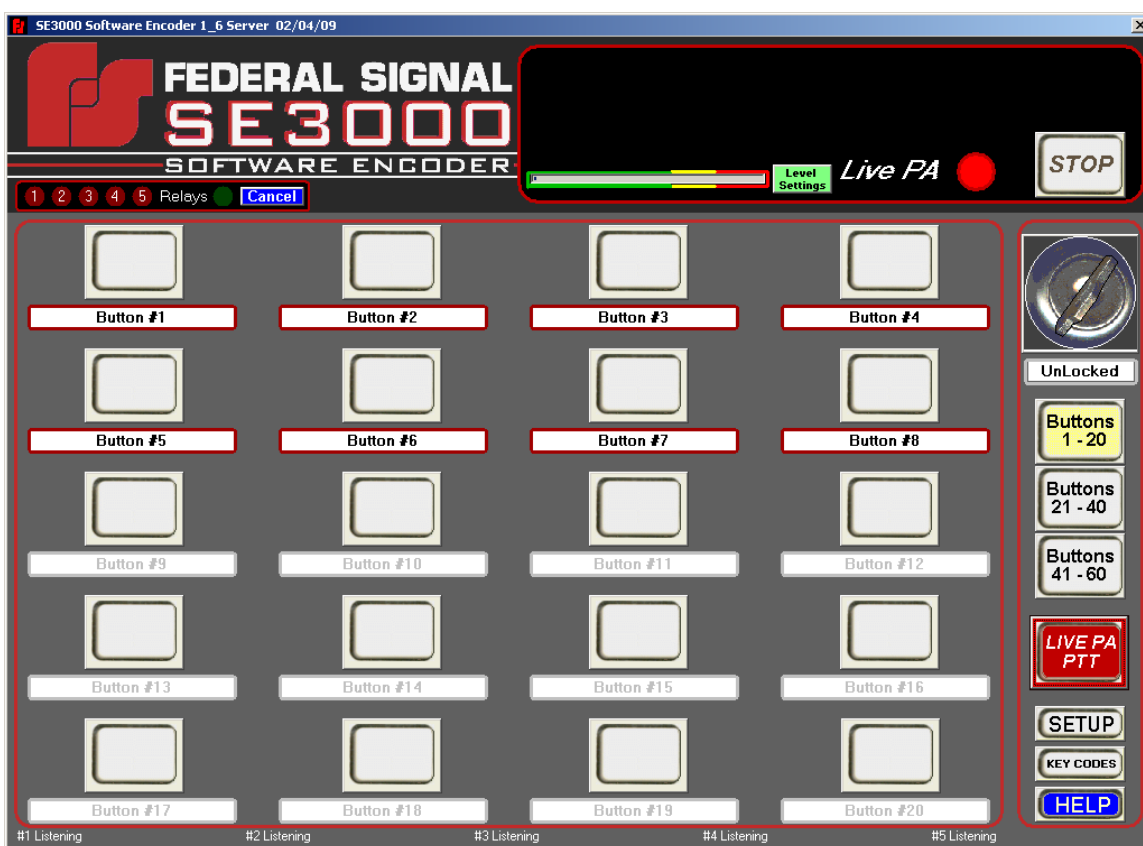 SE3000 Software Encoder 1_6 Server 02/04/09
FEDERAL SIGNAL
SE3000
SOFTWARE ENCODER
Level
Settings
Live PA
STOP
1 2 3 4 5 Relays Cancel
Button #1 Button #2 Button #3 Button #4
UnLocked
Button #5 Button #6 Button #7 Button #8
Buttons
1 - 20
Buttons
21 - 40
Button #9 Button #10 Button #11 Button #12
Buttons
41 - 60
LIVE PA
PTT
Button #13 Button #14 Button #15 Button #16
SETUP
KEY CODES
HELP
Button #17 Button #18 Button #19 Button #20
#1 Listening #2 Listening #3 Listening #4 Listening #5 Listening